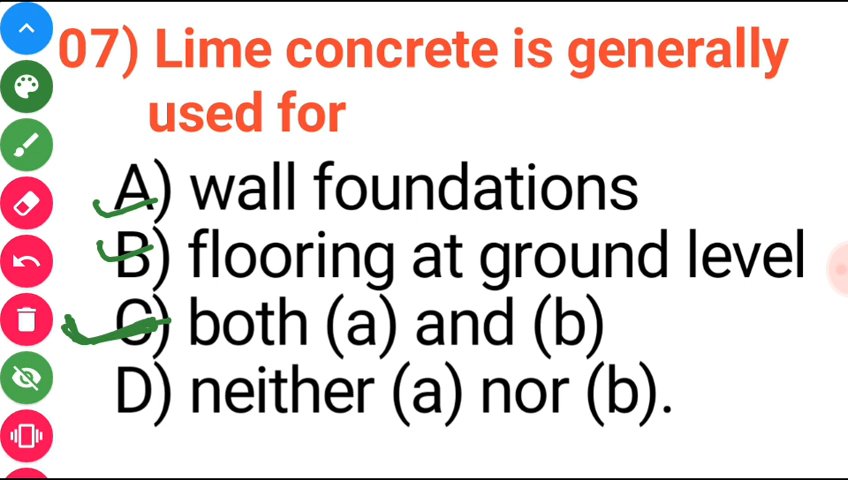 07) Lime concrete is generally
used for
A) wall foundations
B) flooring at ground level
C) both (a) and (b)
D) neither (a) nor (b).